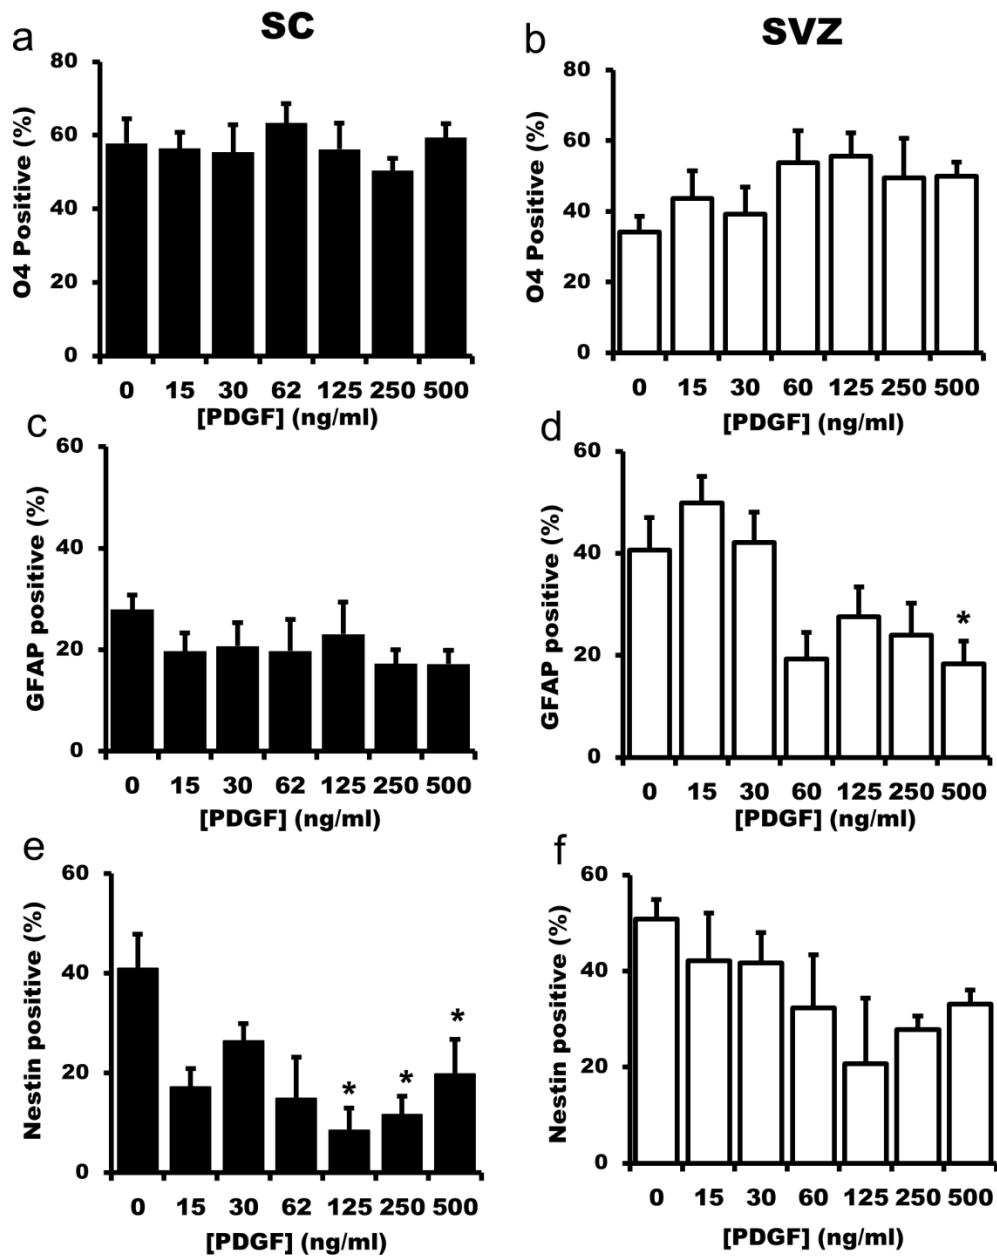 SC
SVZ
a
O4 Positive (%)
80
60
40
20
0
0 15 30 62 125 250 500
[PDGF] (ng/ml)
b
O4 Positive (%)
80
60
40
20
0
0 15 30 60 125 250 500
[PDGF] (ng/ml)
c
GFAP positive (%)
60
40
20
0
0 15 30 62 125 250 500
[PDGF] (ng/ml)
d
GFAP positive (%)
60
40
20
0
*
0 15 30 60 125 250 500
[PDGF] (ng/ml)
e
Nestin positive (%)
60
40
20
0
* * *
0 15 30 62 125 250 500
[PDGF] (ng/ml)
f
Nestin positive (%)
60
40
20
0
0 15 30 60 125 250 500
[PDGF] (ng/ml)